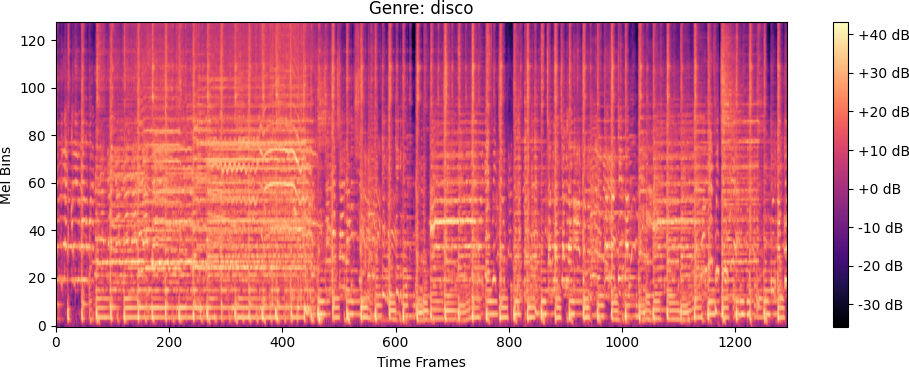 Genre: disco
120
100
80
60
40
20
0
Mel Bins
0 200 400 600 800 1000 1200
Time Frames
+40 dB
+30 dB
+20 dB
+10 dB
+0 dB
-10 dB
-20 dB
-30 dB